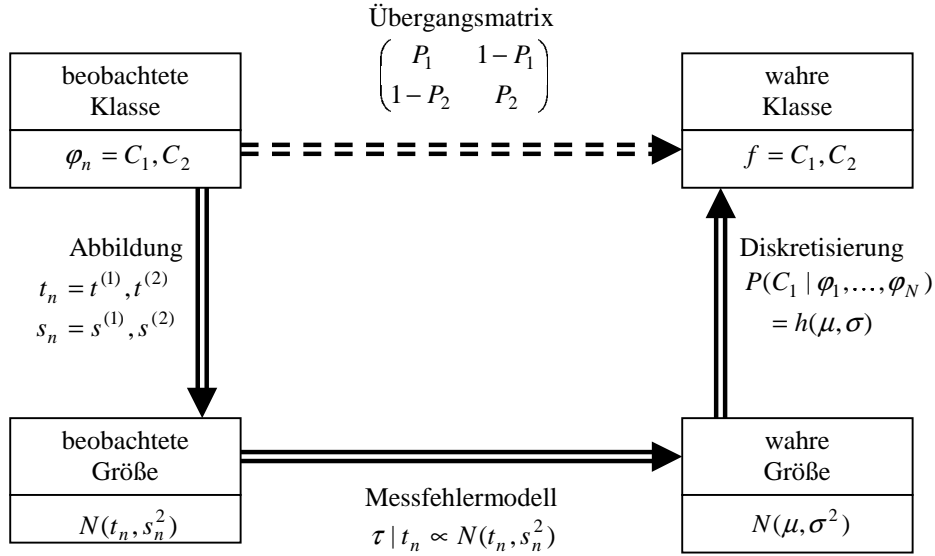 Übergangsmatrix
P₁ 1 − P₁
1 − P₂ P₂
beobachtete
Klasse
φₙ = C₁, C₂
wahre
Klasse
f = C₁, C₂
Abbildung
tₙ = t⁽¹⁾, t⁽²⁾
sₙ = s⁽¹⁾, s⁽²⁾
Diskretisierung
P(C₁ | φ₁,…, φ_N)
= h(μ, σ)
beobachtete
Größe
N(tₙ, sₙ²)
Messfehlermodell
τ | tₙ ∝ N(tₙ, sₙ²)
wahre
Größe
N(μ, σ²)